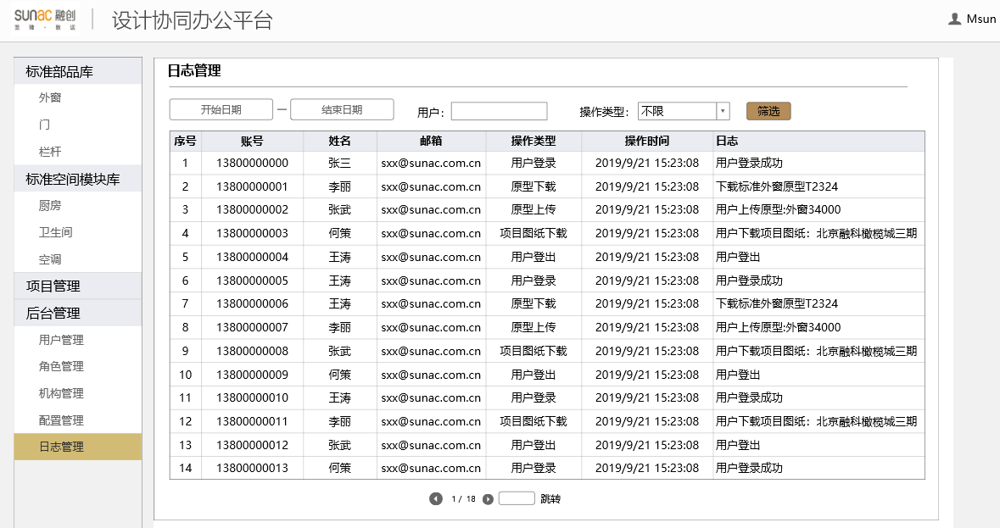 sunac 融创
至臻·致远
设计协同办公平台
Msun
标准部品库
外窗
门
栏杆
标准空间模块库
厨房
卫生间
空调
项目管理
后台管理
用户管理
角色管理
机构管理
配置管理
日志管理
日志管理
开始日期 — 结束日期 用户: 操作类型: 不限 筛选
序号 账号 姓名 邮箱 操作类型 操作时间 日志
1 13800000000 张三 sxx@sunac.com.cn 用户登录 2019/9/21 15:23:08 用户登录成功
2 13800000001 李丽 sxx@sunac.com.cn 原型下载 2019/9/21 15:23:08 下载标准外窗原型T2324
3 13800000002 张武 sxx@sunac.com.cn 原型上传 2019/9/21 15:23:08 用户上传原型:外窗34000
4 13800000003 何策 sxx@sunac.com.cn 项目图纸下载 2019/9/21 15:23:08 用户下载项目图纸：北京融科橄榄城三期
5 13800000004 王涛 sxx@sunac.com.cn 用户登出 2019/9/21 15:23:08 用户登出
6 13800000005 王涛 sxx@sunac.com.cn 用户登录 2019/9/21 15:23:08 用户登录成功
7 13800000006 王涛 sxx@sunac.com.cn 原型下载 2019/9/21 15:23:08 下载标准外窗原型T2324
8 13800000007 李丽 sxx@sunac.com.cn 原型上传 2019/9/21 15:23:08 用户上传原型:外窗34000
9 13800000008 张武 sxx@sunac.com.cn 项目图纸下载 2019/9/21 15:23:08 用户下载项目图纸：北京融科橄榄城三期
10 13800000009 何策 sxx@sunac.com.cn 用户登出 2019/9/21 15:23:08 用户登出
11 13800000010 王涛 sxx@sunac.com.cn 用户登录 2019/9/21 15:23:08 用户登录成功
12 13800000011 李丽 sxx@sunac.com.cn 项目图纸下载 2019/9/21 15:23:08 用户下载项目图纸：北京融科橄榄城三期
13 13800000012 张武 sxx@sunac.com.cn 用户登出 2019/9/21 15:23:08 用户登出
14 13800000013 何策 sxx@sunac.com.cn 用户登录 2019/9/21 15:23:08 用户登录成功
1 / 18 跳转